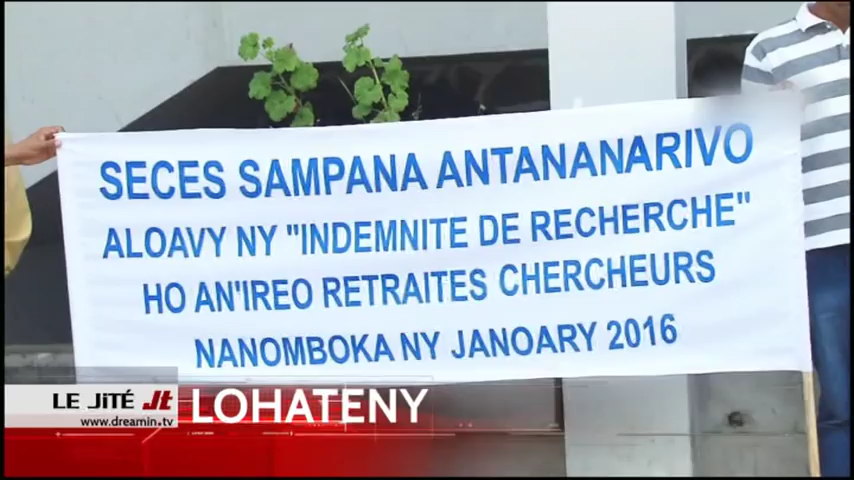 SECES SAMPANA ANTANANARIVO
ALOAVY NY "INDEMNITE DE RECHERCHE"
HO AN'IREO RETRAITES CHERCHEURS
NANOMBOKA NY JANOARY 2016
LE JiTÉ Jt
www.dreamin.tv
LOHATENY